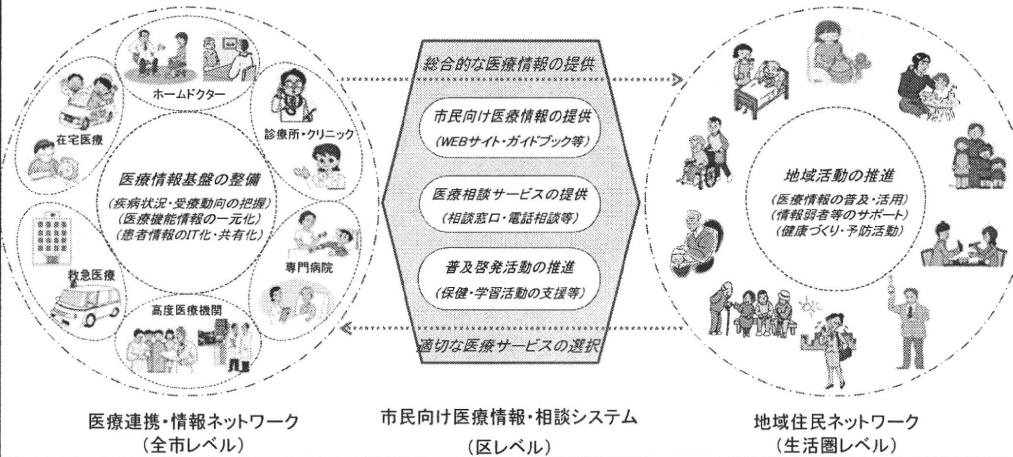 ホームドクター
在宅医療
診療所・クリニック
医療情報基盤の整備
(疾病状況・受療動向の把握)
(医療機能情報の一元化)
(患者情報のIT化・共有化)
専門病院
救急医療
高度医療機関
医療連携・情報ネットワーク
(全市レベル)
総合的な医療情報の提供
市民向け医療情報の提供
(WEBサイト・ガイドブック等)
医療相談サービスの提供
(相談窓口・電話相談等)
普及啓発活動の推進
(保健・学習活動の支援等)
適切な医療サービスの選択
市民向け医療情報・相談システム
(区レベル)
地域活動の推進
(医療情報の普及・活用)
(情報弱者等のサポート)
(健康づくり・予防活動)
地域住民ネットワーク
(生活圏レベル)